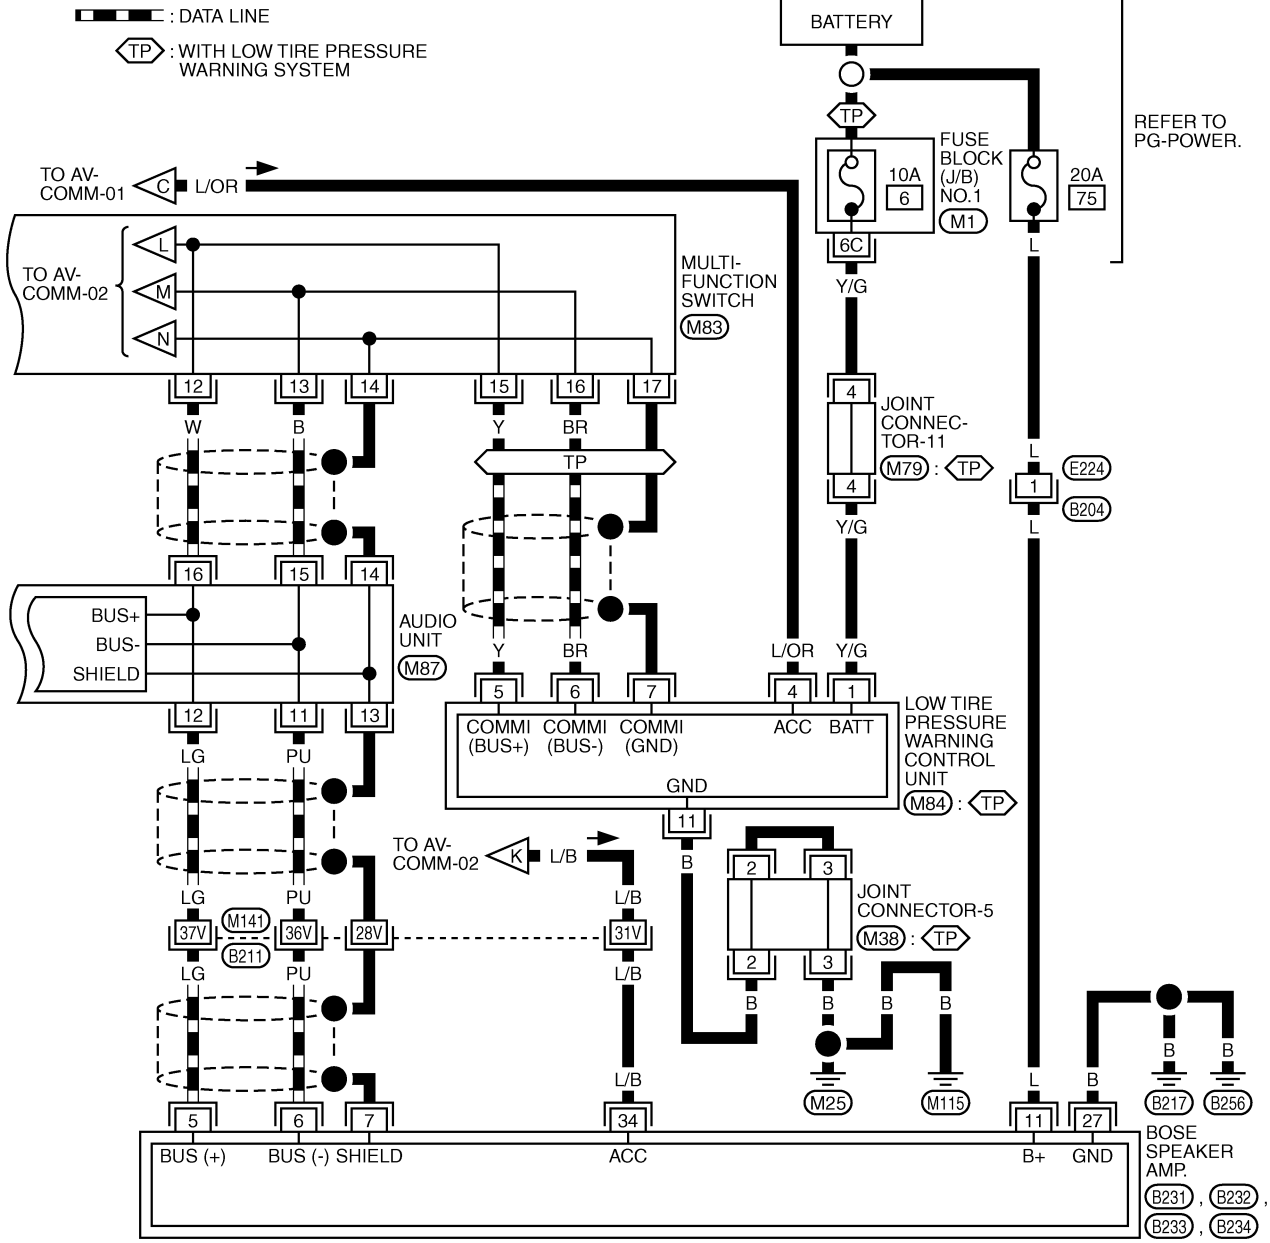 : DATA LINE
TP : WITH LOW TIRE PRESSURE
WARNING SYSTEM
BATTERY
TP
REFER TO
PG-POWER.
FUSE
BLOCK
(J/B)
NO.1
M1
10A
6
20A
75
6C
L
Y/G
TO AV-
COMM-01
C
L/OR
TO AV-
COMM-02
L
M
N
MULTI-
FUNCTION
SWITCH
M83
12
13
14
15
16
17
W
B
Y
BR
TP
4
JOINT
CONNEC-
TOR-11
M79 : TP
4
Y/G
L
1
E224
B204
L
16
15
14
BUS+
BUS-
SHIELD
AUDIO
UNIT
M87
12
11
13
Y
BR
L/OR
Y/G
5
6
7
4
1
COMMI
(BUS+)
COMMI
(BUS-)
COMMI
(GND)
ACC
BATT
GND
LOW TIRE
PRESSURE
WARNING
CONTROL
UNIT
M84 : TP
11
B
LG
PU
TO AV-
COMM-02
K
L/B
L/B
2
3
JOINT
CONNECTOR-5
M38 : TP
2
3
LG
PU
37V
M141
B211
36V
28V
31V
LG
PU
L/B
B
B
B
B
M25
M115
L/B
L
B
B
B
B217
B256
5
6
7
34
11
27
BUS (+)
BUS (-)
SHIELD
ACC
B+
GND
BOSE
SPEAKER
AMP.
B231 , B232 ,
B233 , B234